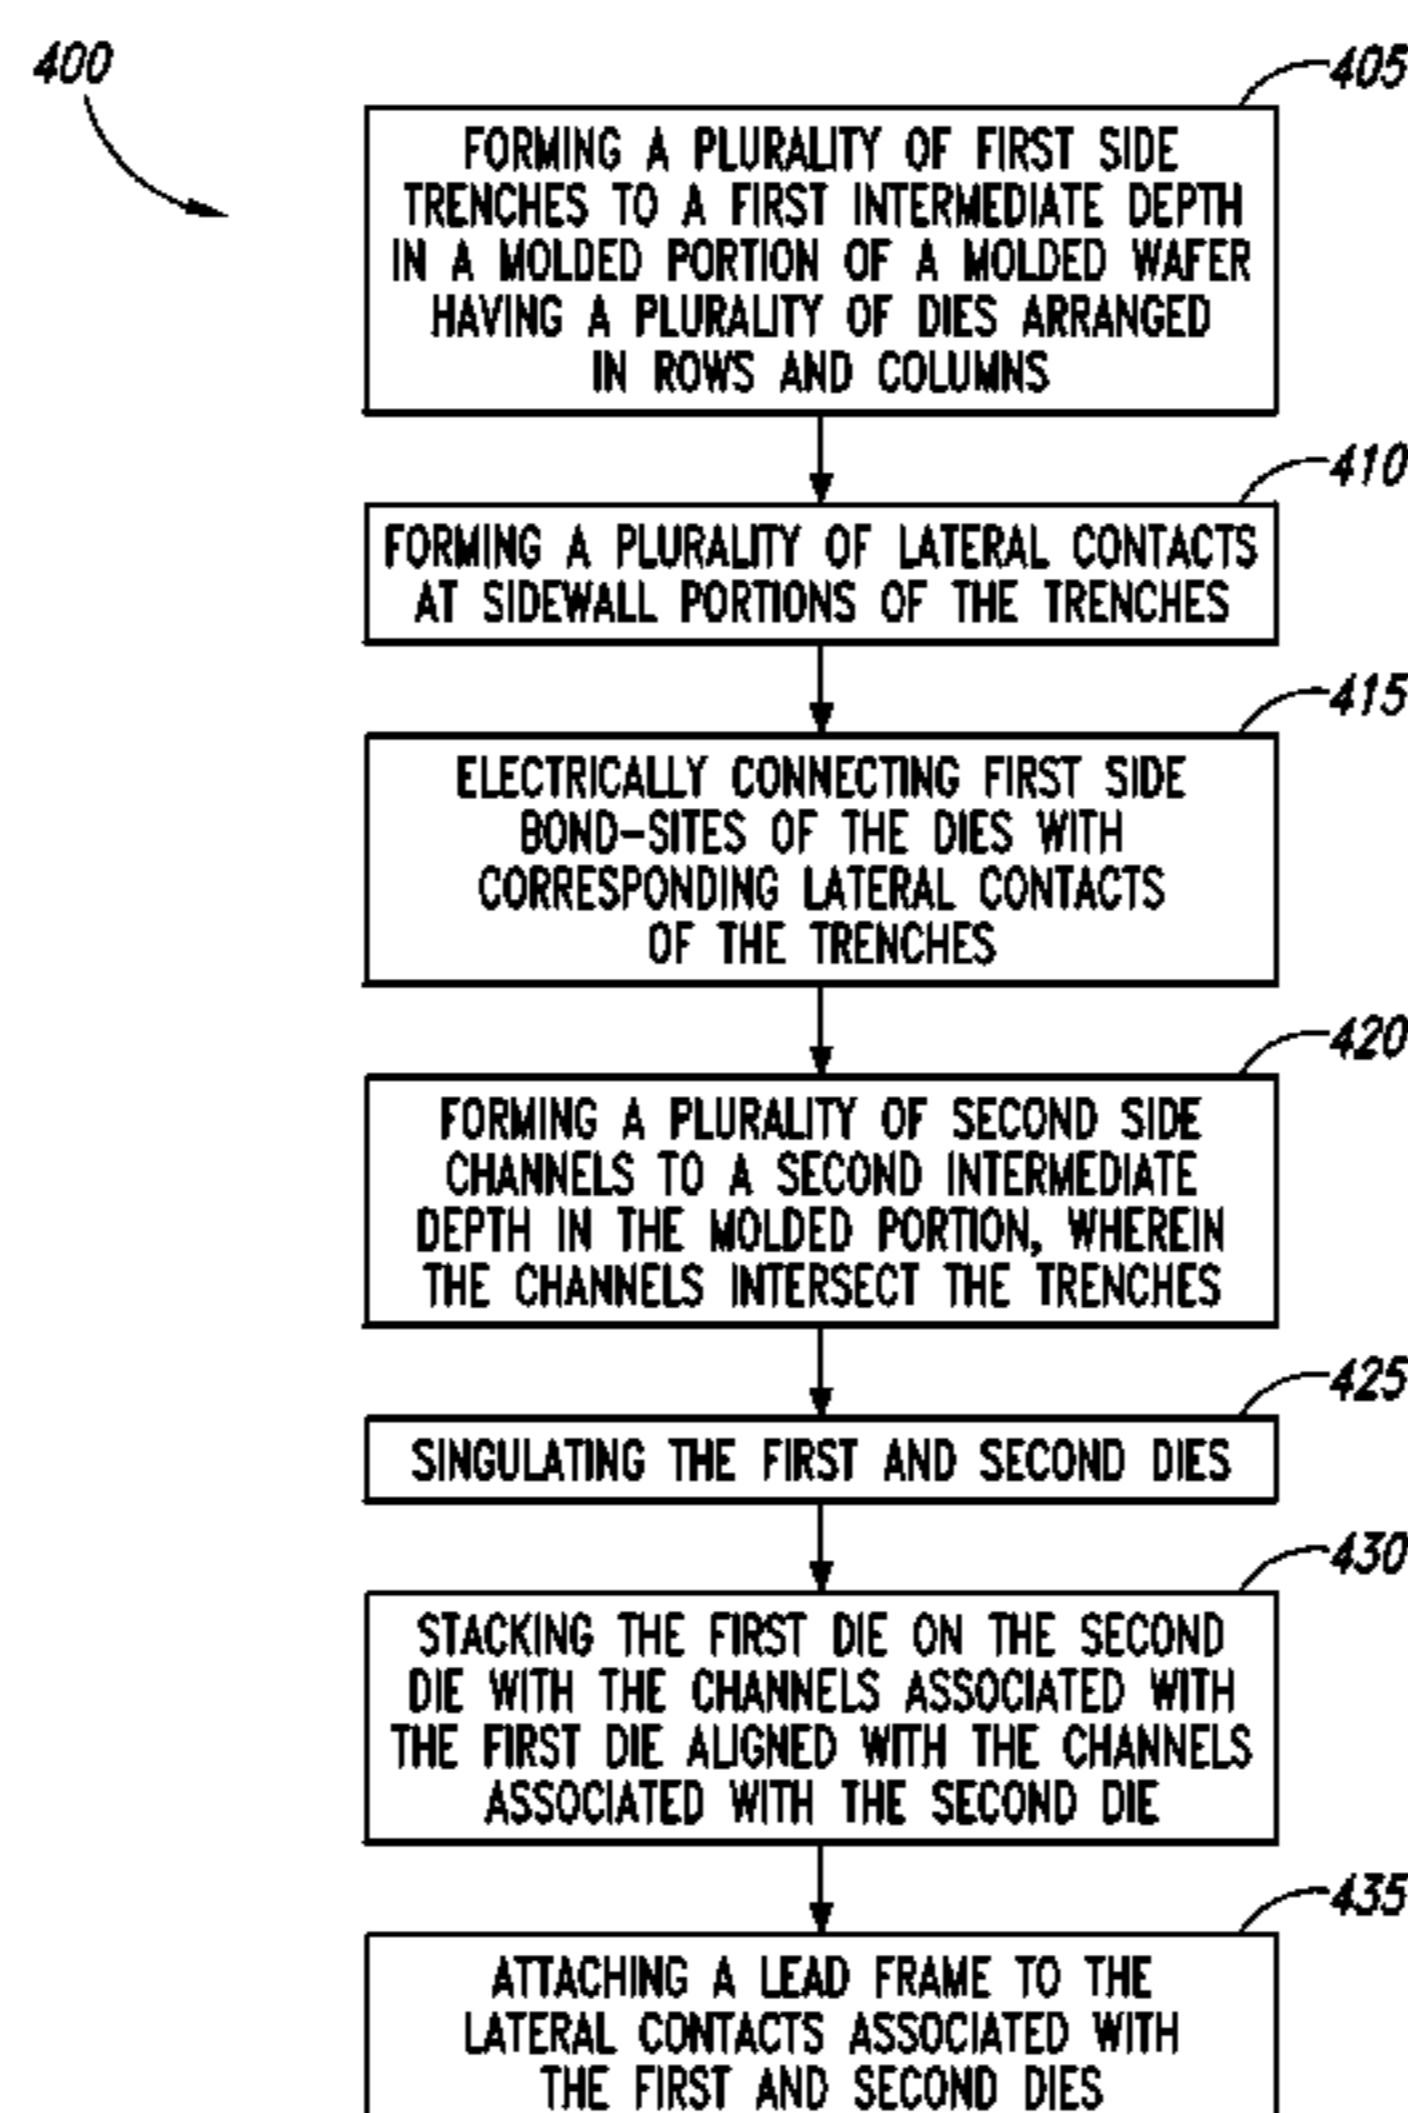 400
405
FORMING A PLURALITY OF FIRST SIDE
TRENCHES TO A FIRST INTERMEDIATE DEPTH
IN A MOLDED PORTION OF A MOLDED WAFER
HAVING A PLURALITY OF DIES ARRANGED
IN ROWS AND COLUMNS
410
FORMING A PLURALITY OF LATERAL CONTACTS
AT SIDEWALL PORTIONS OF THE TRENCHES
415
ELECTRICALLY CONNECTING FIRST SIDE
BOND-SITES OF THE DIES WITH
CORRESPONDING LATERAL CONTACTS
OF THE TRENCHES
420
FORMING A PLURALITY OF SECOND SIDE
CHANNELS TO A SECOND INTERMEDIATE
DEPTH IN THE MOLDED PORTION, WHEREIN
THE CHANNELS INTERSECT THE TRENCHES
425
SINGULATING THE FIRST AND SECOND DIES
430
STACKING THE FIRST DIE ON THE SECOND
DIE WITH THE CHANNELS ASSOCIATED WITH
THE FIRST DIE ALIGNED WITH THE CHANNELS
ASSOCIATED WITH THE SECOND DIE
435
ATTACHING A LEAD FRAME TO THE
LATERAL CONTACTS ASSOCIATED WITH
THE FIRST AND SECOND DIES